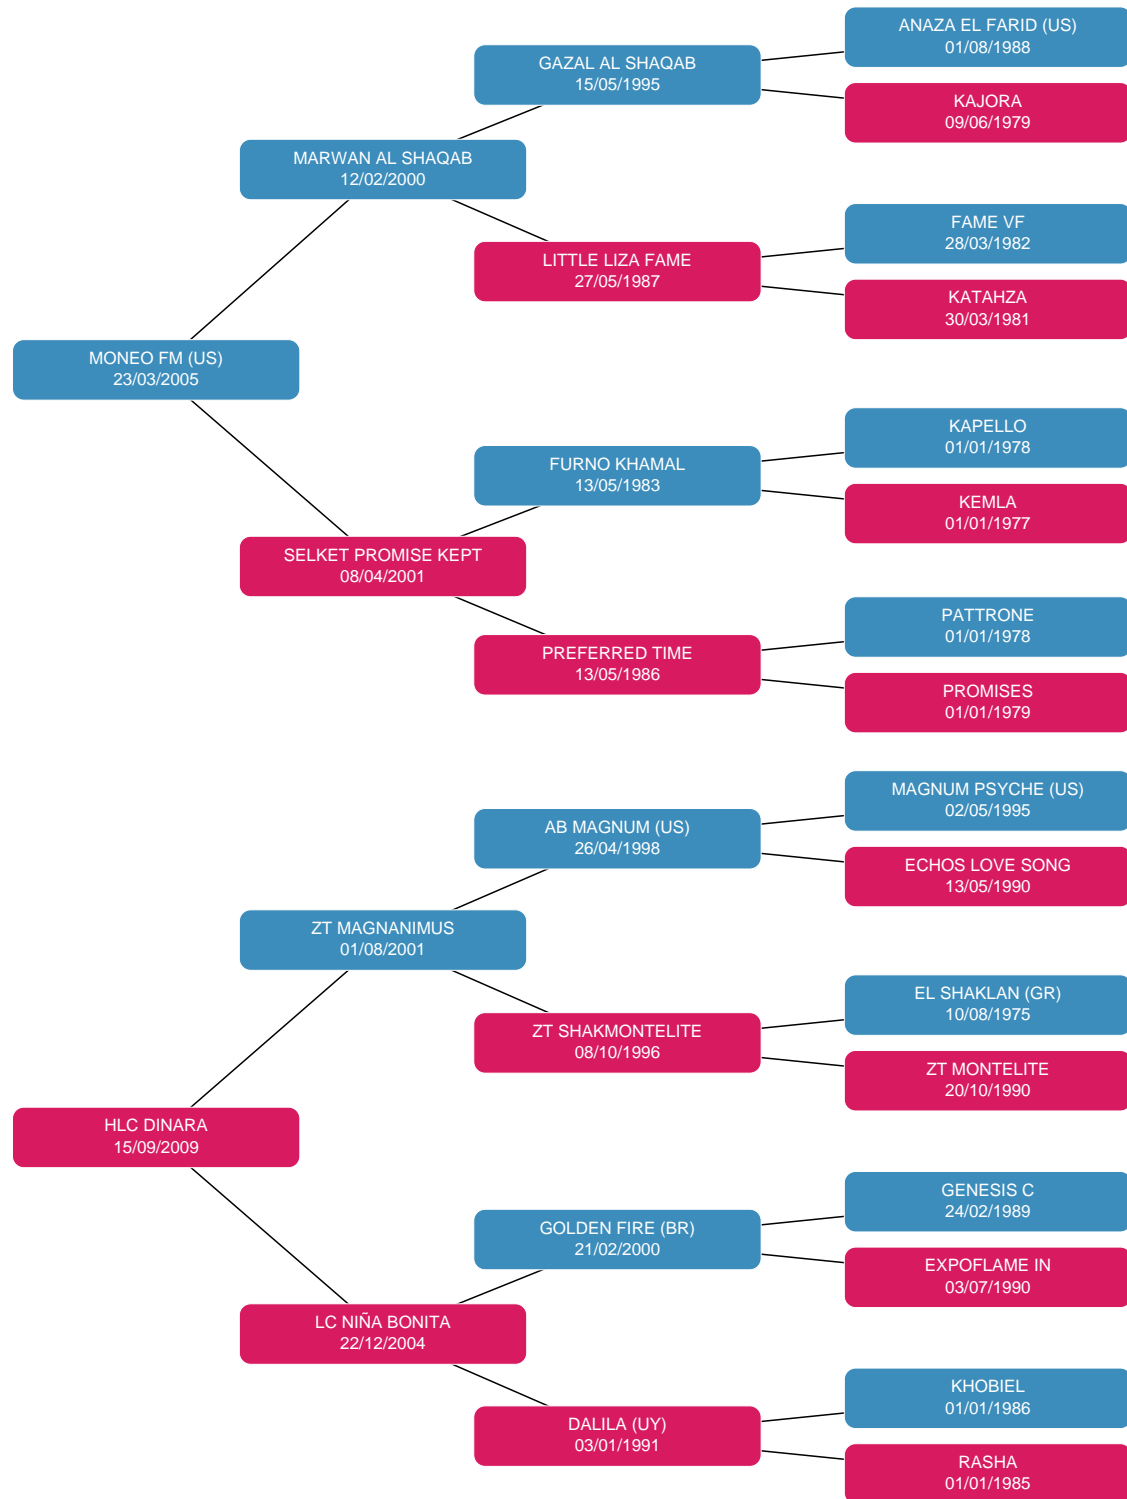 ANAZA EL FARID (US)
01/08/1988
GAZAL AL SHAQAB
15/05/1995
KAJORA
09/06/1979
MARWAN AL SHAQAB
12/02/2000
FAME VF
28/03/1982
LITTLE LIZA FAME
27/05/1987
KATAHZA
30/03/1981
MONEO FM (US)
23/03/2005
KAPELLO
01/01/1978
FURNO KHAMAL
13/05/1983
KEMLA
01/01/1977
SELKET PROMISE KEPT
08/04/2001
PATTRONE
01/01/1978
PREFERRED TIME
13/05/1986
PROMISES
01/01/1979
MAGNUM PSYCHE (US)
02/05/1995
AB MAGNUM (US)
26/04/1998
ECHOS LOVE SONG
13/05/1990
ZT MAGNANIMUS
01/08/2001
EL SHAKLAN (GR)
10/08/1975
ZT SHAKMONTELITE
08/10/1996
ZT MONTELITE
20/10/1990
HLC DINARA
15/09/2009
GENESIS C
24/02/1989
GOLDEN FIRE (BR)
21/02/2000
EXPOFLAME IN
03/07/1990
LC NIÑA BONITA
22/12/2004
KHOBIEL
01/01/1986
DALILA (UY)
03/01/1991
RASHA
01/01/1985